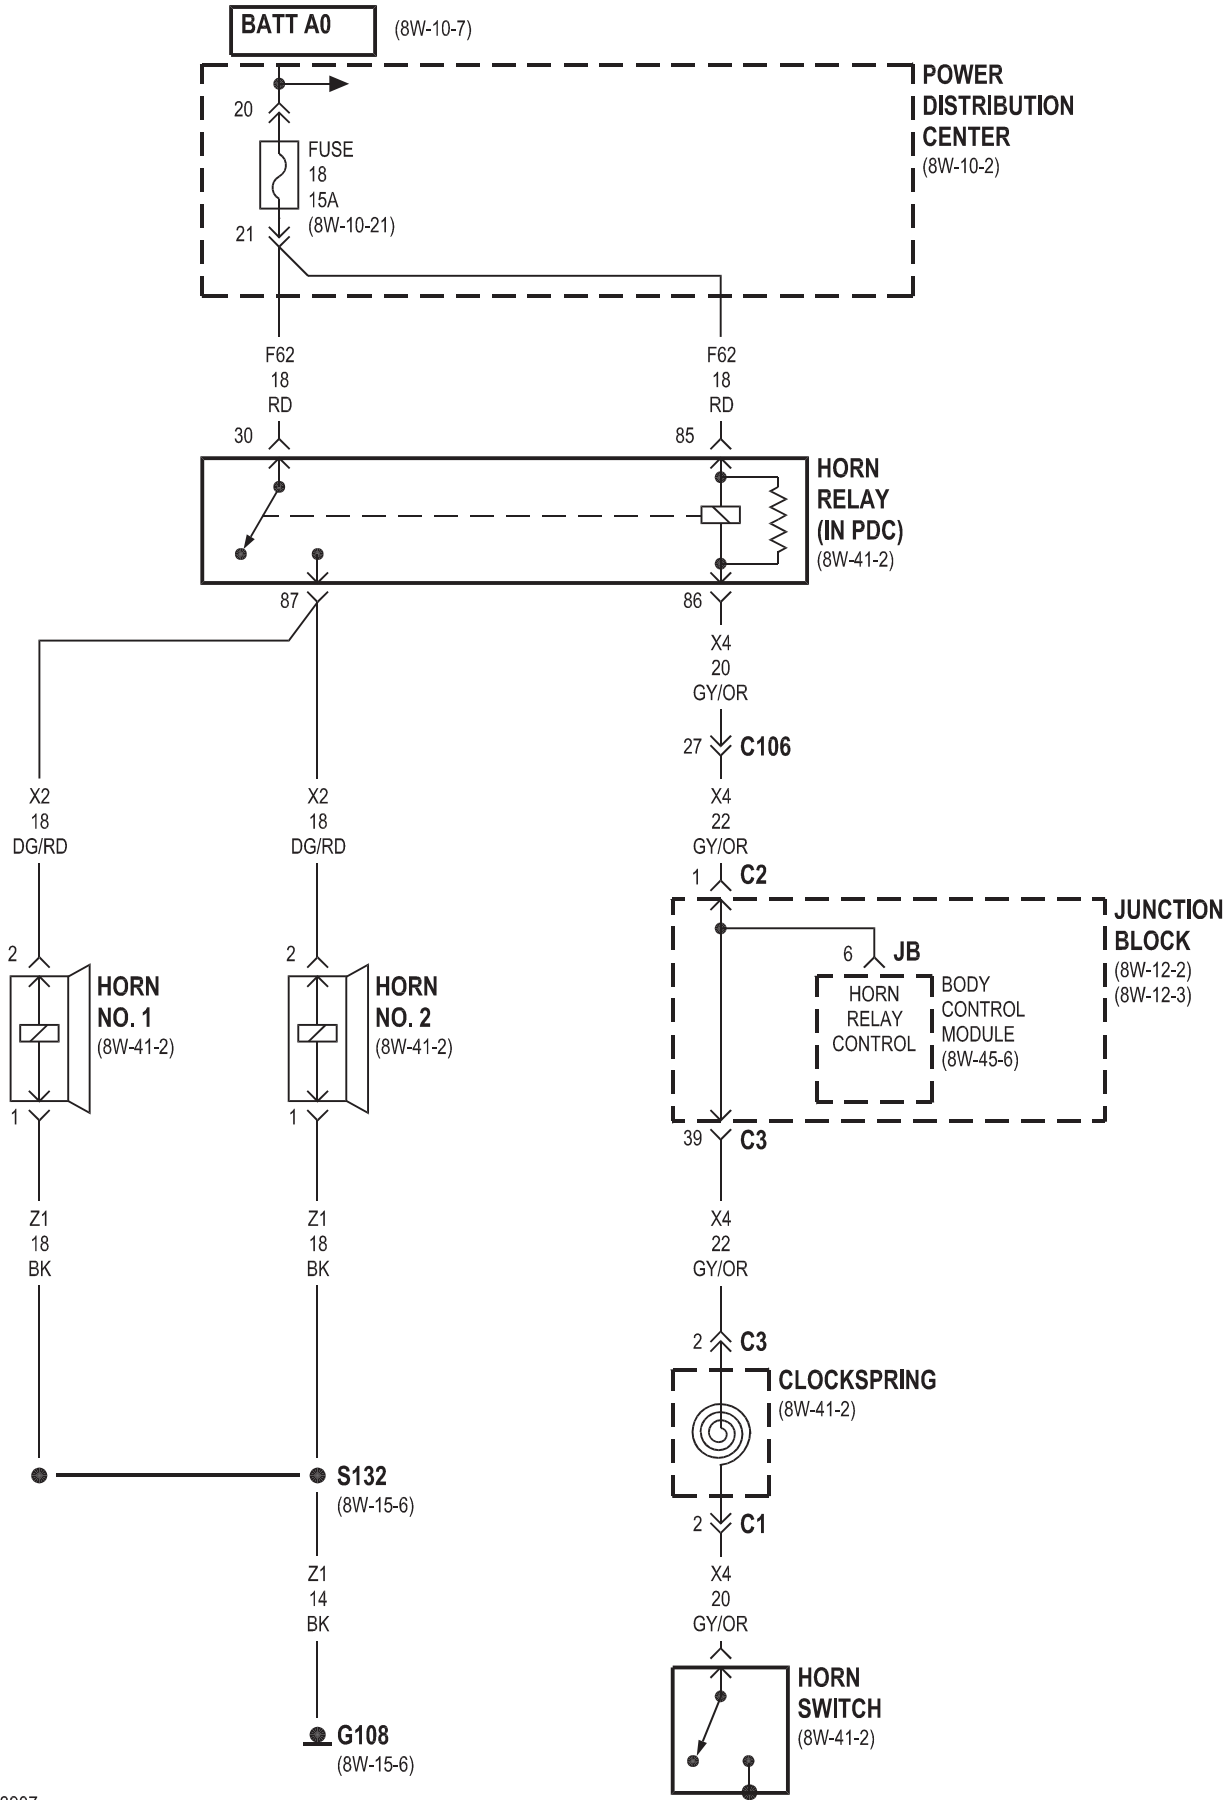 BATT A0
(8W-10-7)
POWER
DISTRIBUTION
CENTER
(8W-10-2)
20
FUSE
18
15A
(8W-10-21)
21
F62
18
RD
F62
18
RD
30
85
HORN
RELAY
(IN PDC)
(8W-41-2)
87
86
X4
20
GY/OR
27
C106
X2
18
DG/RD
X2
18
DG/RD
X4
22
GY/OR
1
C2
JUNCTION
BLOCK
(8W-12-2)
(8W-12-3)
6
JB
HORN
RELAY
CONTROL
BODY
CONTROL
MODULE
(8W-45-6)
2
HORN
NO. 1
(8W-41-2)
1
2
HORN
NO. 2
(8W-41-2)
1
39
C3
Z1
18
BK
Z1
18
BK
X4
22
GY/OR
2
C3
CLOCKSPRING
(8W-41-2)
S132
(8W-15-6)
2
C1
Z1
14
BK
X4
20
GY/OR
HORN
SWITCH
(8W-41-2)
G108
(8W-15-6)